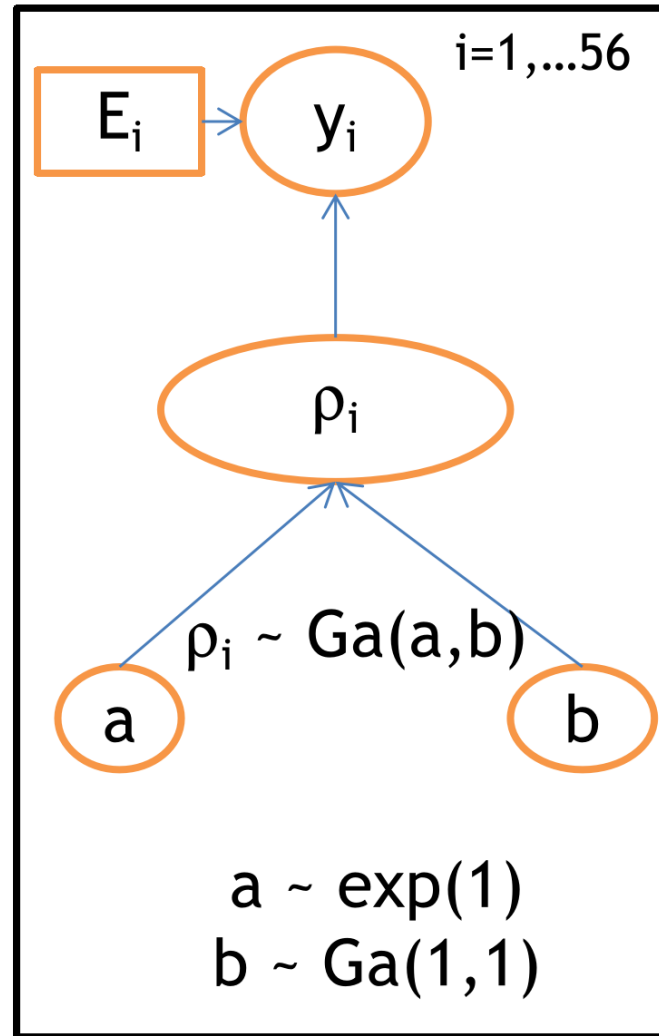 i=1,...56
Eᵢ
yᵢ
ρᵢ
ρᵢ ~ Ga(a,b)
a
b
a ~ exp(1)
b ~ Ga(1,1)